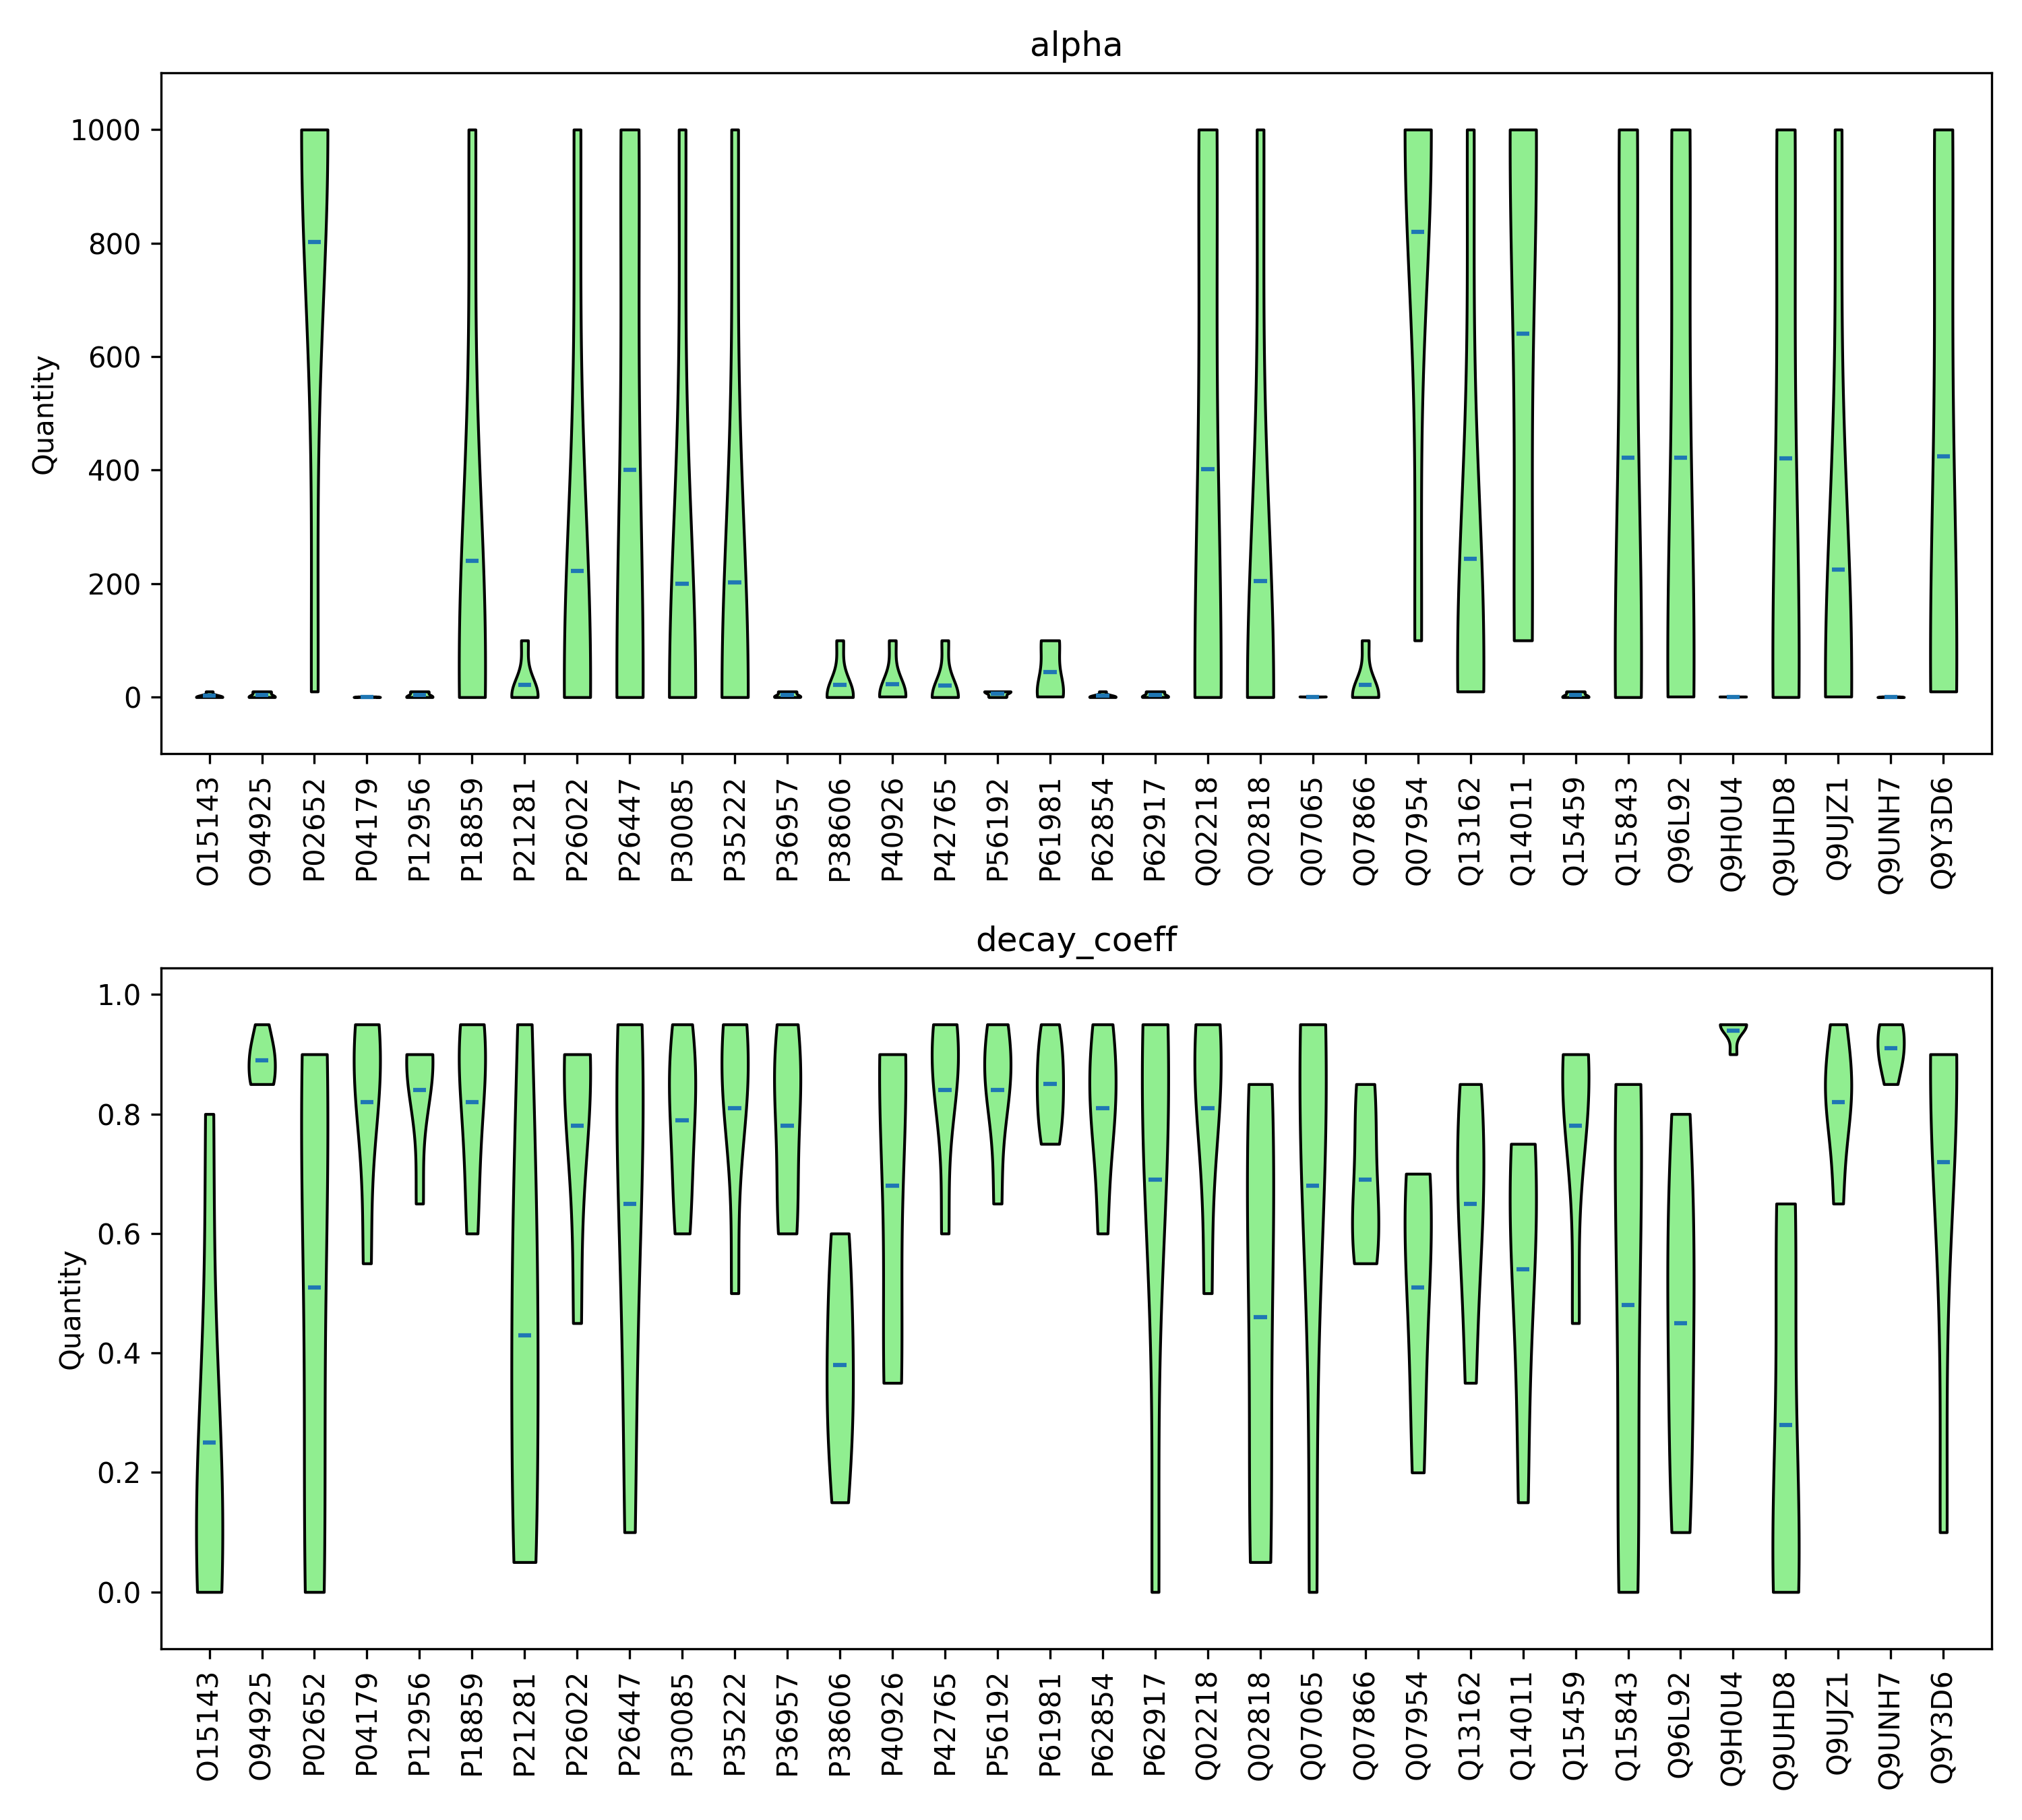 alpha
Quantity
1000
800
600
400
200
0
O15143 O94925 P02652 P04179 P12956 P18859 P21281 P26022 P26447 P30085 P35222 P36957 P38606 P40926 P42765 P56192 P61981 P62854 P62917 Q02218 Q02818 Q07065 Q07866 Q07954 Q13162 Q14011 Q15459 Q15843 Q96L92 Q9H0U4 Q9UHD8 Q9UJZ1 Q9UNH7 Q9Y3D6
decay_coeff
Quantity
1.0
0.8
0.6
0.4
0.2
0.0
O15143 O94925 P02652 P04179 P12956 P18859 P21281 P26022 P26447 P30085 P35222 P36957 P38606 P40926 P42765 P56192 P61981 P62854 P62917 Q02218 Q02818 Q07065 Q07866 Q07954 Q13162 Q14011 Q15459 Q15843 Q96L92 Q9H0U4 Q9UHD8 Q9UJZ1 Q9UNH7 Q9Y3D6